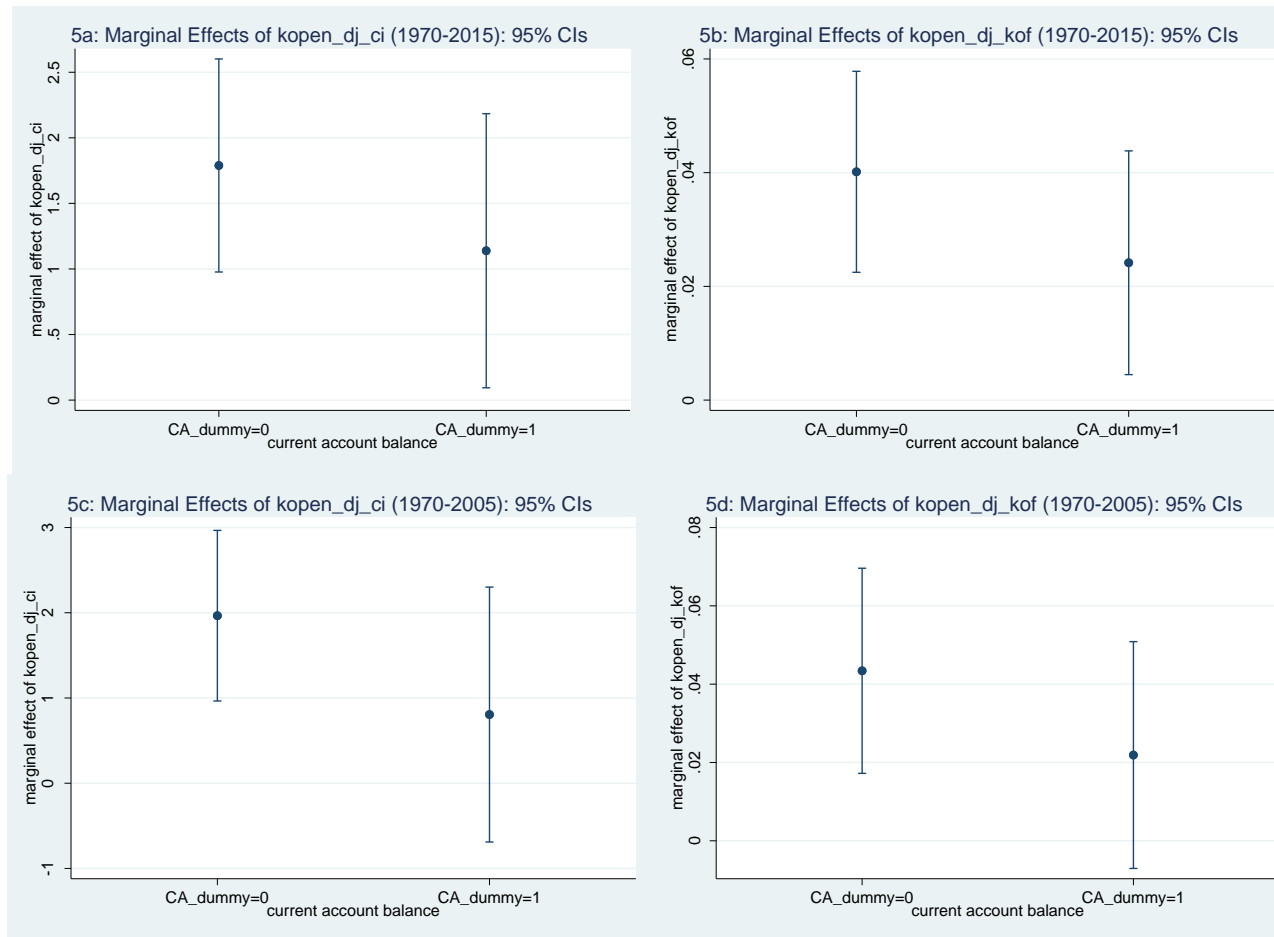 5a: Marginal Effects of kopen_dj_ci (1970-2015): 95% CIs
marginal effect of kopen_dj_ci
2.5
2
1.5
1
.5
0
CA_dummy=0 CA_dummy=1
current account balance
5b: Marginal Effects of kopen_dj_kof (1970-2015): 95% CIs
marginal effect of kopen_dj_kof
.06
.04
.02
0
CA_dummy=0 CA_dummy=1
current account balance
5c: Marginal Effects of kopen_dj_ci (1970-2005): 95% CIs
marginal effect of kopen_dj_ci
3
2
1
0
-1
CA_dummy=0 CA_dummy=1
current account balance
5d: Marginal Effects of kopen_dj_kof (1970-2005): 95% CIs
marginal effect of kopen_dj_kof
.08
.06
.04
.02
0
CA_dummy=0 CA_dummy=1
current account balance